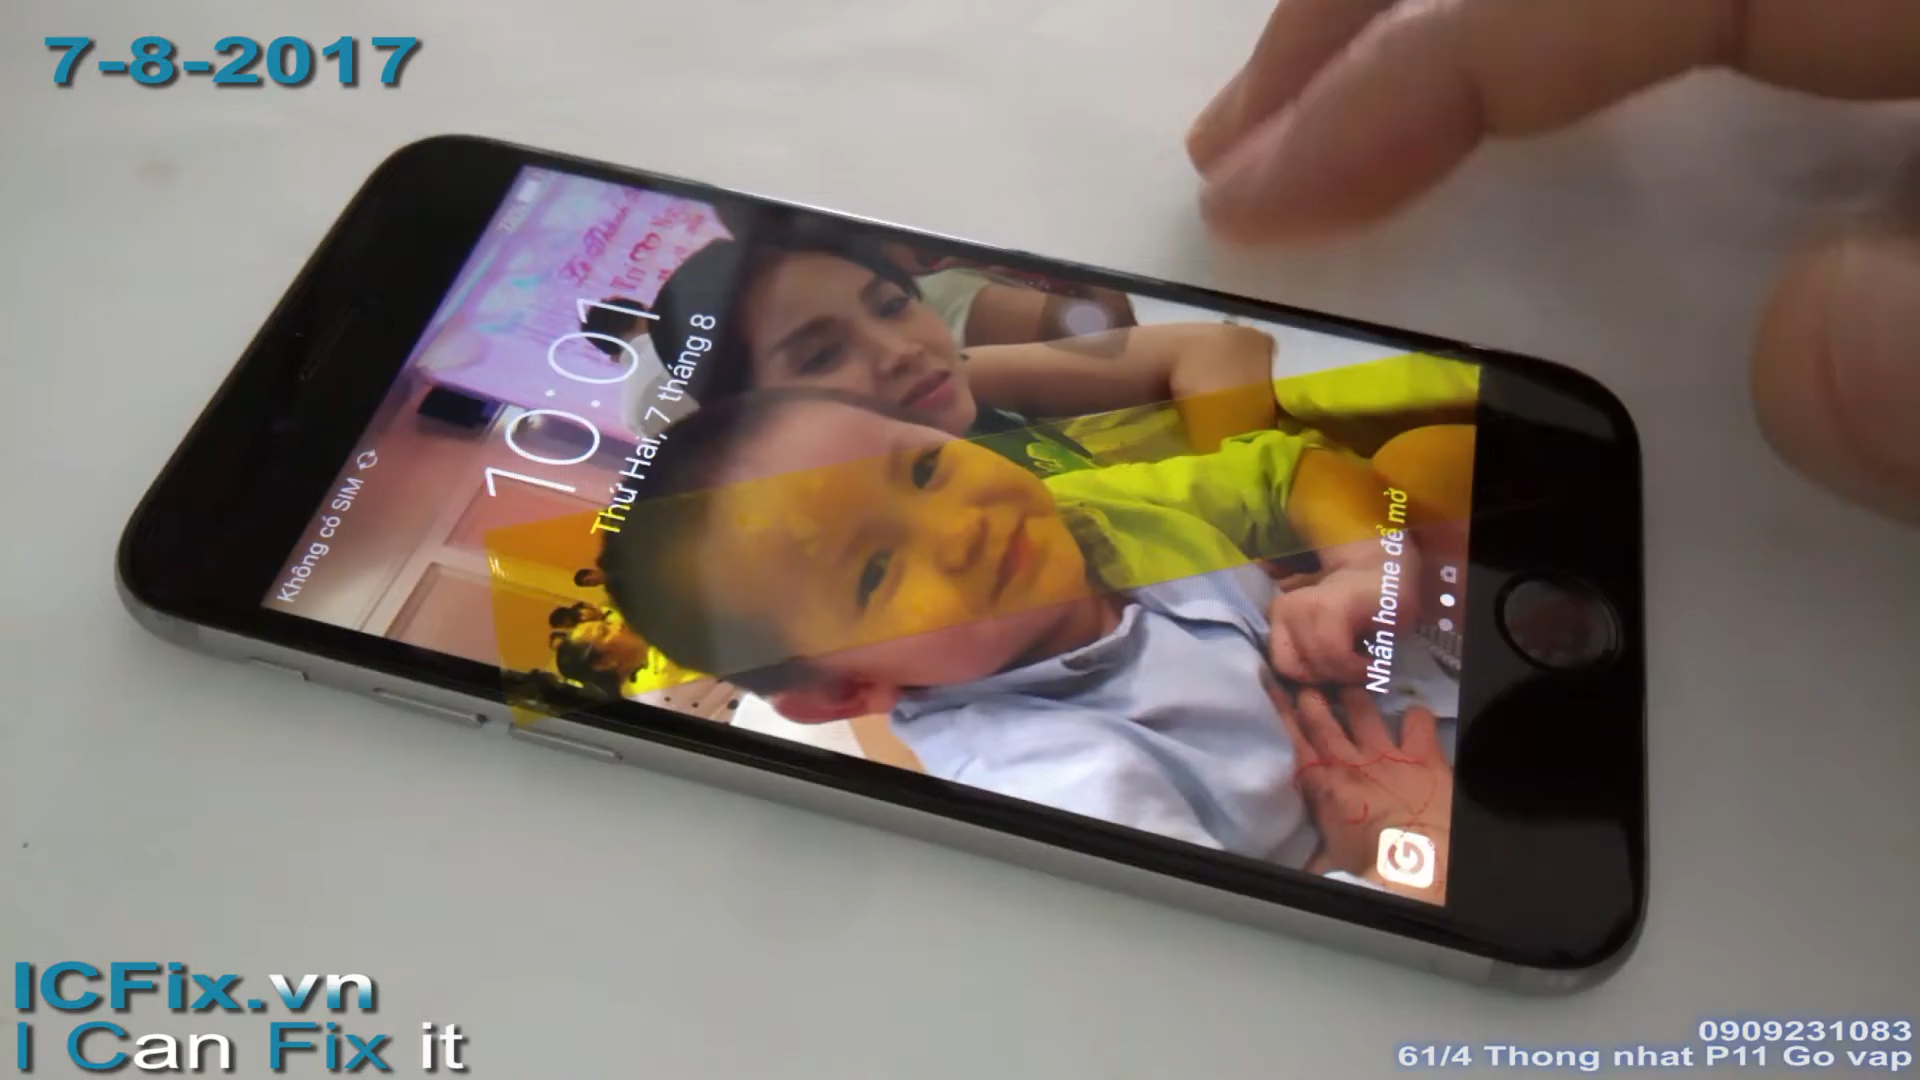 7-8-2017
Không có SIM
10:01
Thứ Hai, 7 tháng 8
Nhấn home để mở
G
ICFix.vn
I Can Fix it
0909231083
61/4 Thong nhat P11 Go vap